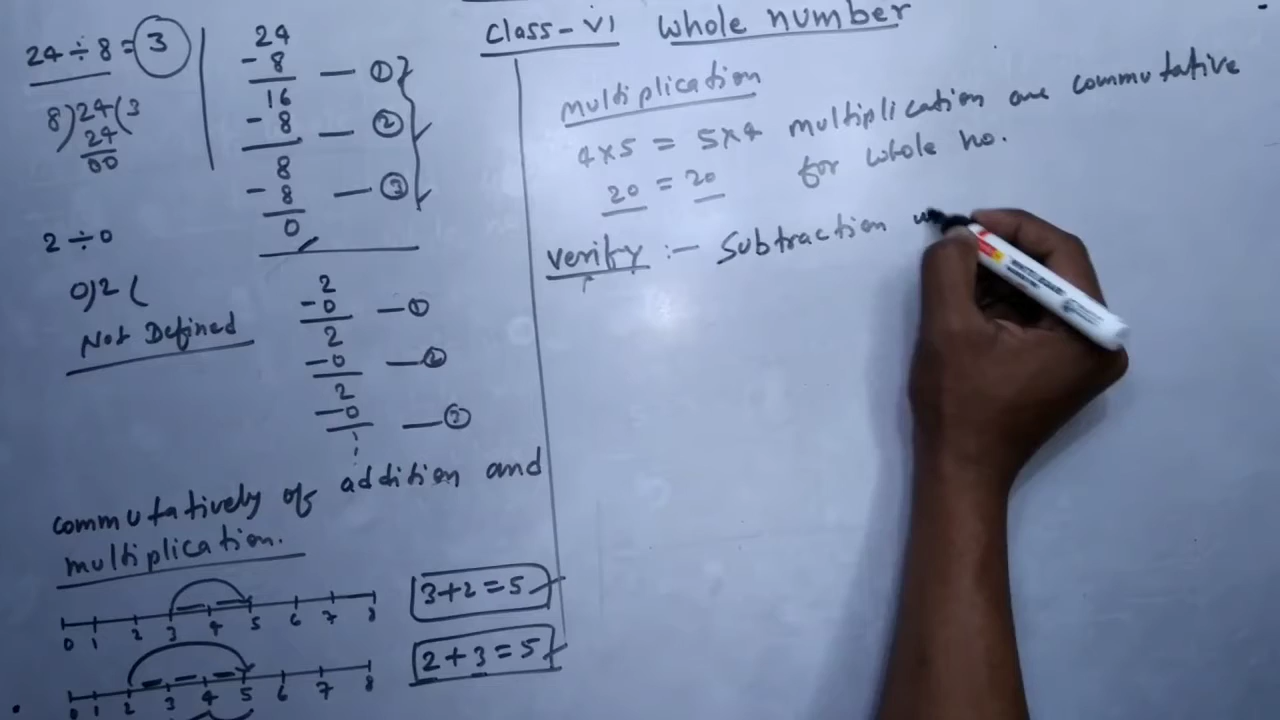 Class - VI Whole number
24 ÷ 8 = 3
8)24(3
24
00
24
- 8 — ①
16
- 8 — ②
8
- 8 — ③
0
2 ÷ 0
0)2(
Not Defined
2
- 0 — ①
2
- 0 — ②
2
- 0
commutatively of addition and
multiplication.
0 1 2 3 4 5 6 7 8
3+2=5
0 1 2 3 4 5 6 7 8
2+3=5
multiplication
4×5 = 5×4 multiplication are commutative
20 = 20 for whole no.
verify :- Subtraction